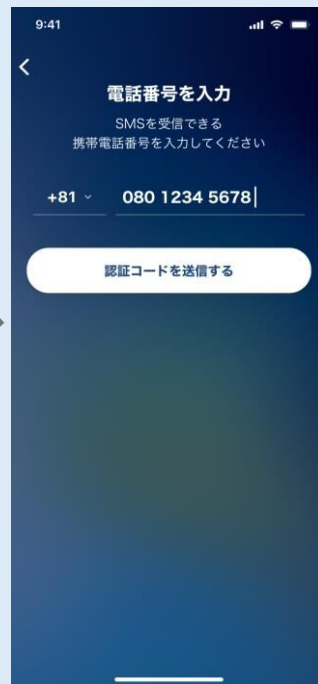 9:41
電話番号を入力
SMSを受信できる
携帯電話番号を入力してください
+81 080 1234 5678
認証コードを送信する